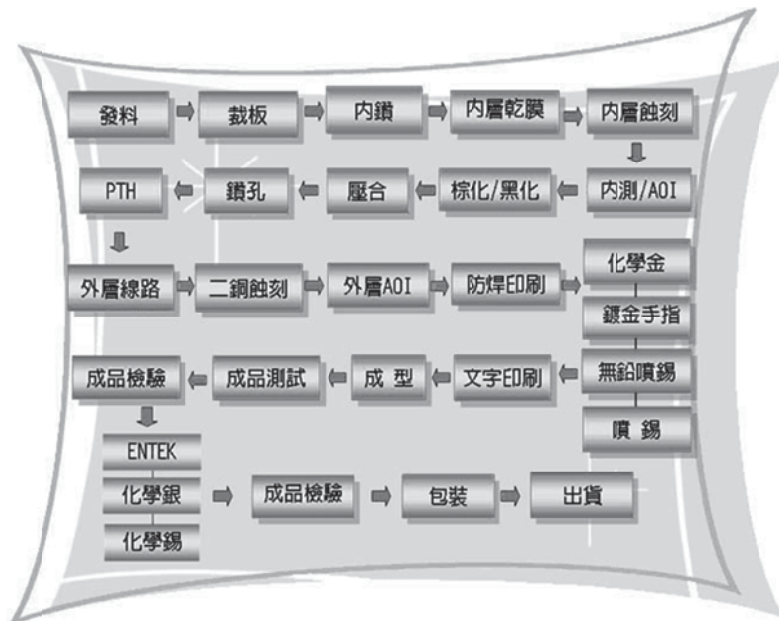 發料
裁板
內鑽
內層乾膜
內層蝕刻
內測/AOI
棕化/黑化
壓合
鑽孔
PTH
外層線路
二銅蝕刻
外層AOI
防焊印刷
化學金
鍍金手指
無鉛噴錫
噴 錫
文字印刷
成 型
成品測試
成品檢驗
ENTEK
化學銀
化學錫
成品檢驗
包裝
出貨